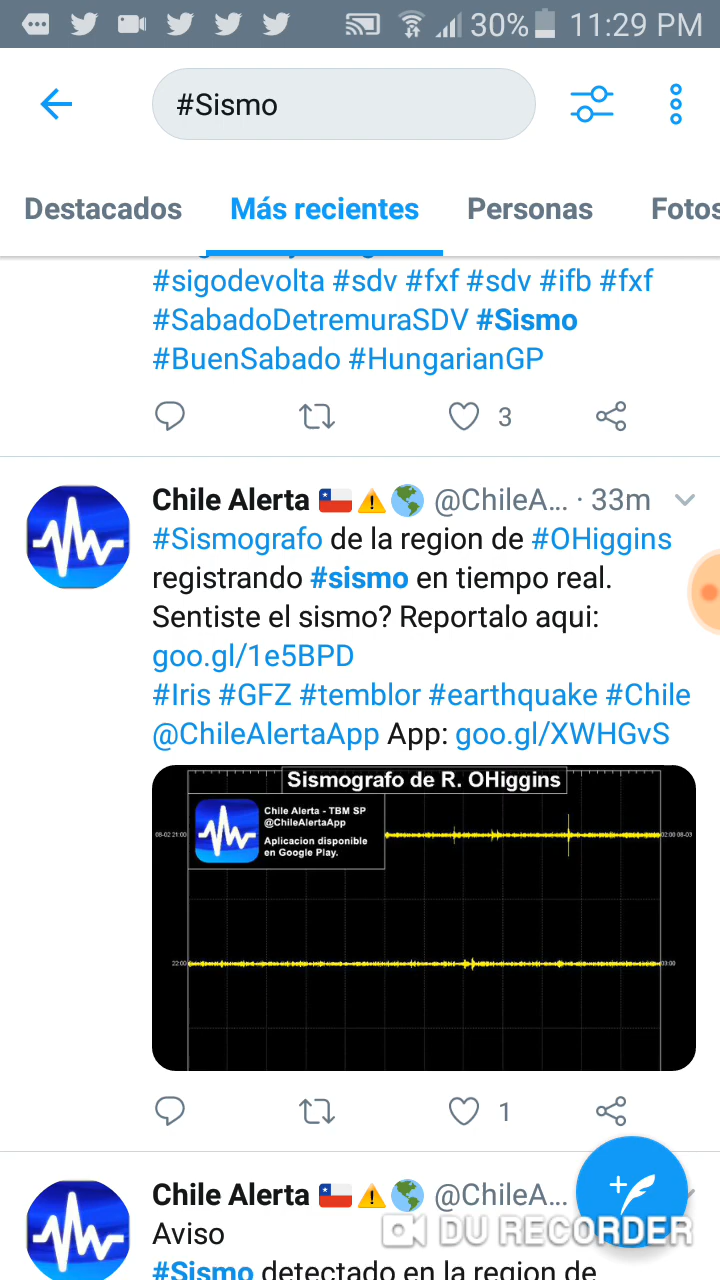 30% 11:29 PM
#Sismo
Destacados Más recientes Personas Fotos
#sigodevolta #sdv #fxf #sdv #ifb #fxf
#SabadoDetremuraSDV #Sismo
#BuenSabado #HungarianGP
3
Chile Alerta @ChileA... · 33m
#Sismografo de la region de #OHiggins
registrando #sismo en tiempo real.
Sentiste el sismo? Reportalo aqui:
goo.gl/1e5BPD
#Iris #GFZ #temblor #earthquake #Chile
@ChileAlertaApp App: goo.gl/XWHGvS
Sismografo de R. OHiggins
Chile Alerta - TBM SP
@ChileAlertaApp
Aplicacion disponible
en Google Play.
08-02 21:00 02:00 08-03
22:00 03:00
1
Chile Alerta @ChileA...
Aviso
DU RECORDER
#Sismo detectado en la region de